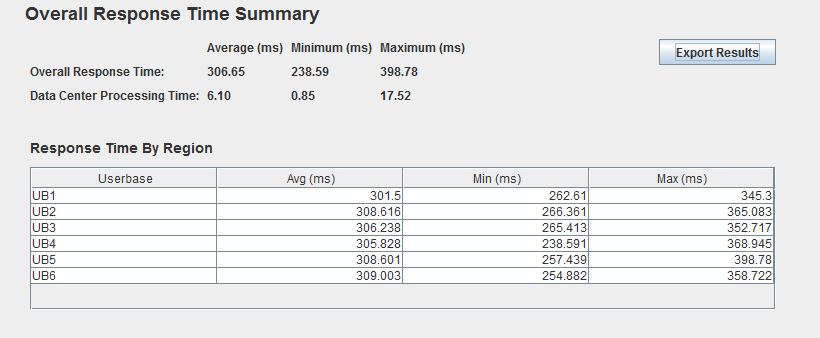 Overall Response Time Summary
Average (ms) Minimum (ms) Maximum (ms)
Export Results
Overall Response Time: 306.65 238.59 398.78
Data Center Processing Time: 6.10 0.85 17.52
Response Time By Region
Userbase Avg (ms) Min (ms) Max (ms)
UB1 301.5 262.61 345.3
UB2 308.616 266.361 365.083
UB3 306.238 265.413 352.717
UB4 305.828 238.591 368.945
UB5 308.601 257.439 398.78
UB6 309.003 254.882 358.722